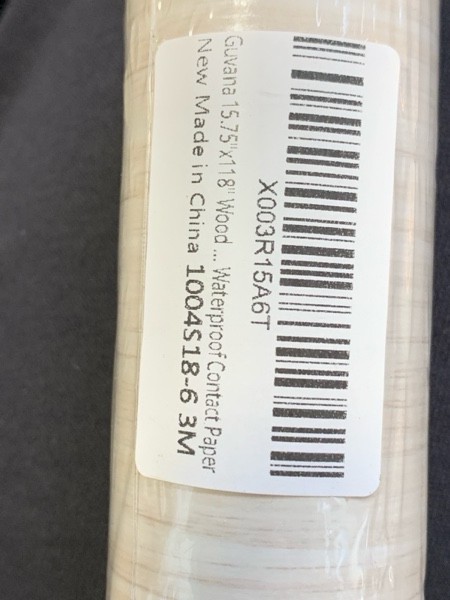 X003R15A6T
Guvana 15.75"x118" Wood ... Waterproof Contact Paper
New Made in China 1004S18-6 3M